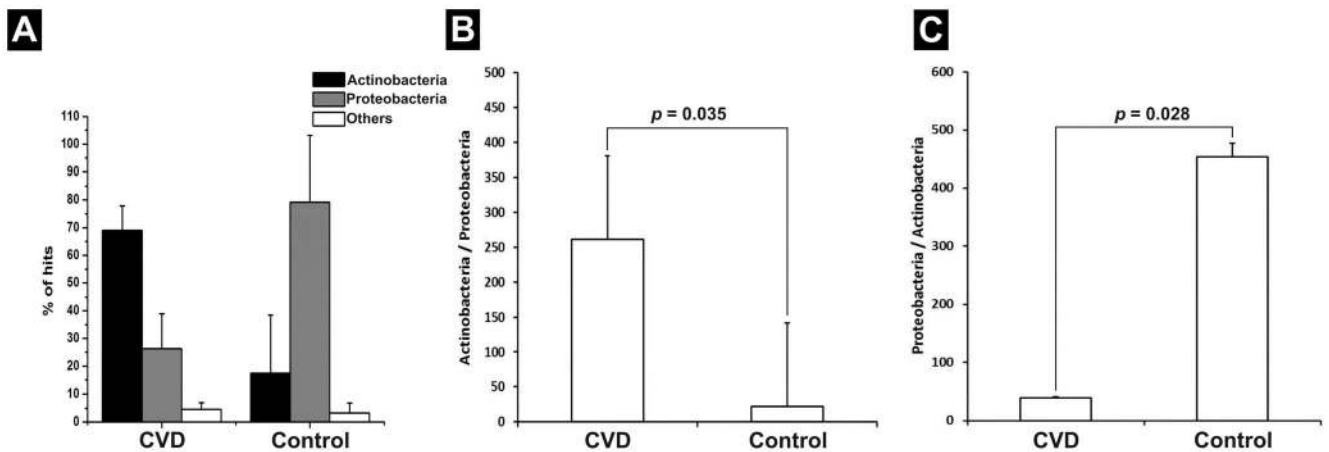 A
Actinobacteria
Proteobacteria
Others
% of hits
110
100
90
80
70
60
50
40
30
20
10
0
CVD
Control
B
Actinobacteria / Proteobacteria
500
450
400
350
300
250
200
150
100
50
0
p = 0.035
CVD
Control
C
Proteobacteria / Actinobacteria
600
500
400
300
200
100
0
p = 0.028
CVD
Control